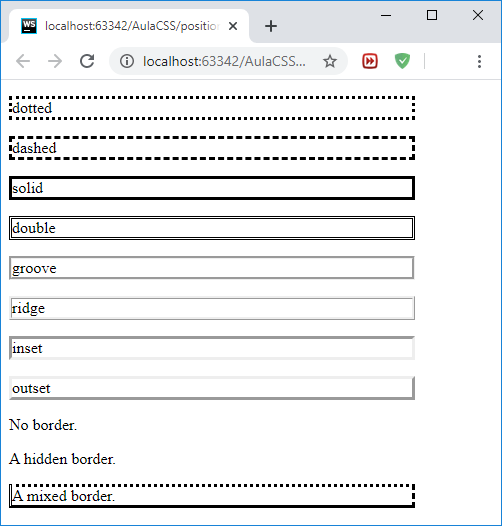 WS
localhost:63342/AulaCSS/position
localhost:63342/AulaCSS...
dotted
dashed
solid
double
groove
ridge
inset
outset
No border.
A hidden border.
A mixed border.